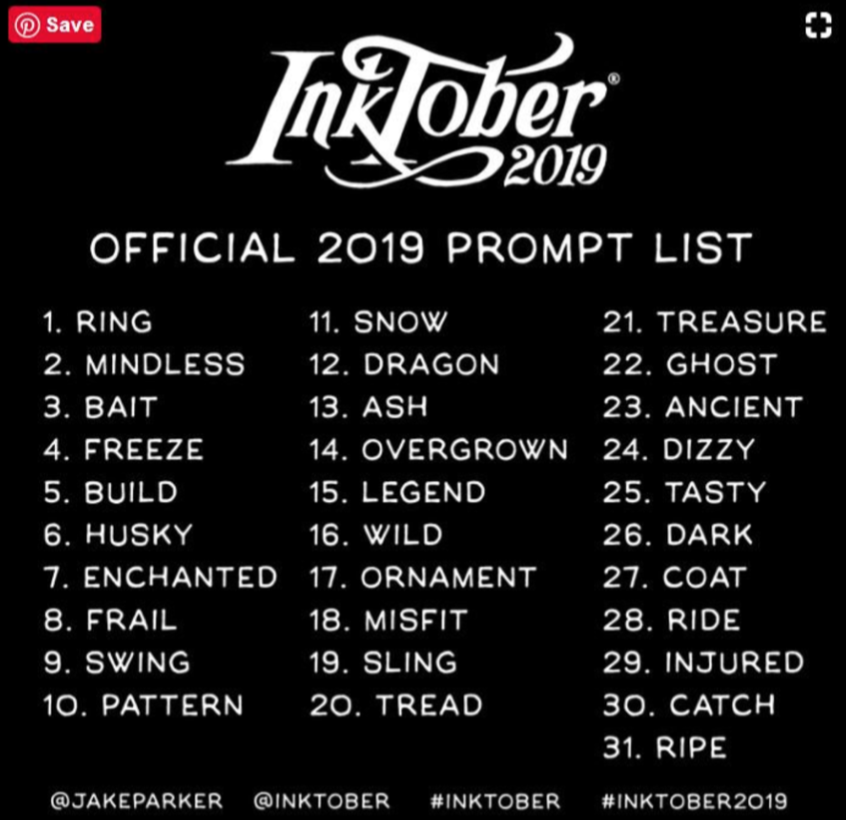 Save
InkTober®
2019
OFFICIAL 2019 PROMPT LIST
1. RING
2. MINDLESS
3. BAIT
4. FREEZE
5. BUILD
6. HUSKY
7. ENCHANTED
8. FRAIL
9. SWING
10. PATTERN
11. SNOW
12. DRAGON
13. ASH
14. OVERGROWN
15. LEGEND
16. WILD
17. ORNAMENT
18. MISFIT
19. SLING
20. TREAD
21. TREASURE
22. GHOST
23. ANCIENT
24. DIZZY
25. TASTY
26. DARK
27. COAT
28. RIDE
29. INJURED
30. CATCH
31. RIPE
@JAKEPARKER @INKTOBER #INKTOBER #INKTOBER2019